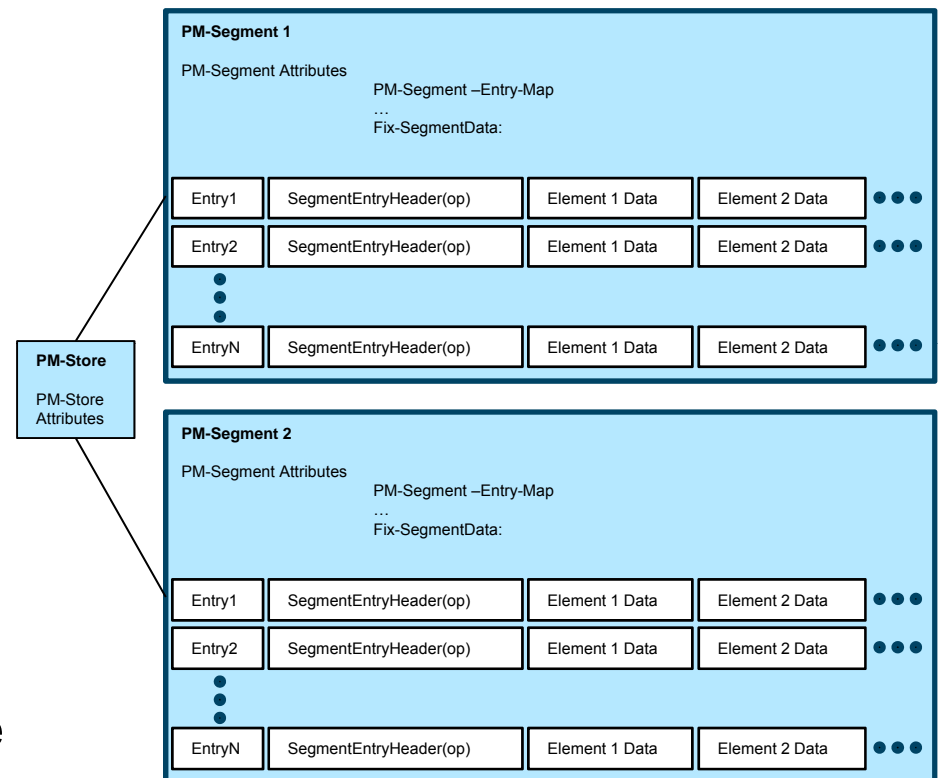 PM-Segment 1
PM-Segment Attributes
PM-Segment –Entry-Map
…
Fix-SegmentData:
Entry1 SegmentEntryHeader(op) Element 1 Data Element 2 Data
Entry2 SegmentEntryHeader(op) Element 1 Data Element 2 Data
EntryN SegmentEntryHeader(op) Element 1 Data Element 2 Data
PM-Store
PM-Store
Attributes
PM-Segment 2
PM-Segment Attributes
PM-Segment –Entry-Map
…
Fix-SegmentData:
Entry1 SegmentEntryHeader(op) Element 1 Data Element 2 Data
Entry2 SegmentEntryHeader(op) Element 1 Data Element 2 Data
e
EntryN SegmentEntryHeader(op) Element 1 Data Element 2 Data